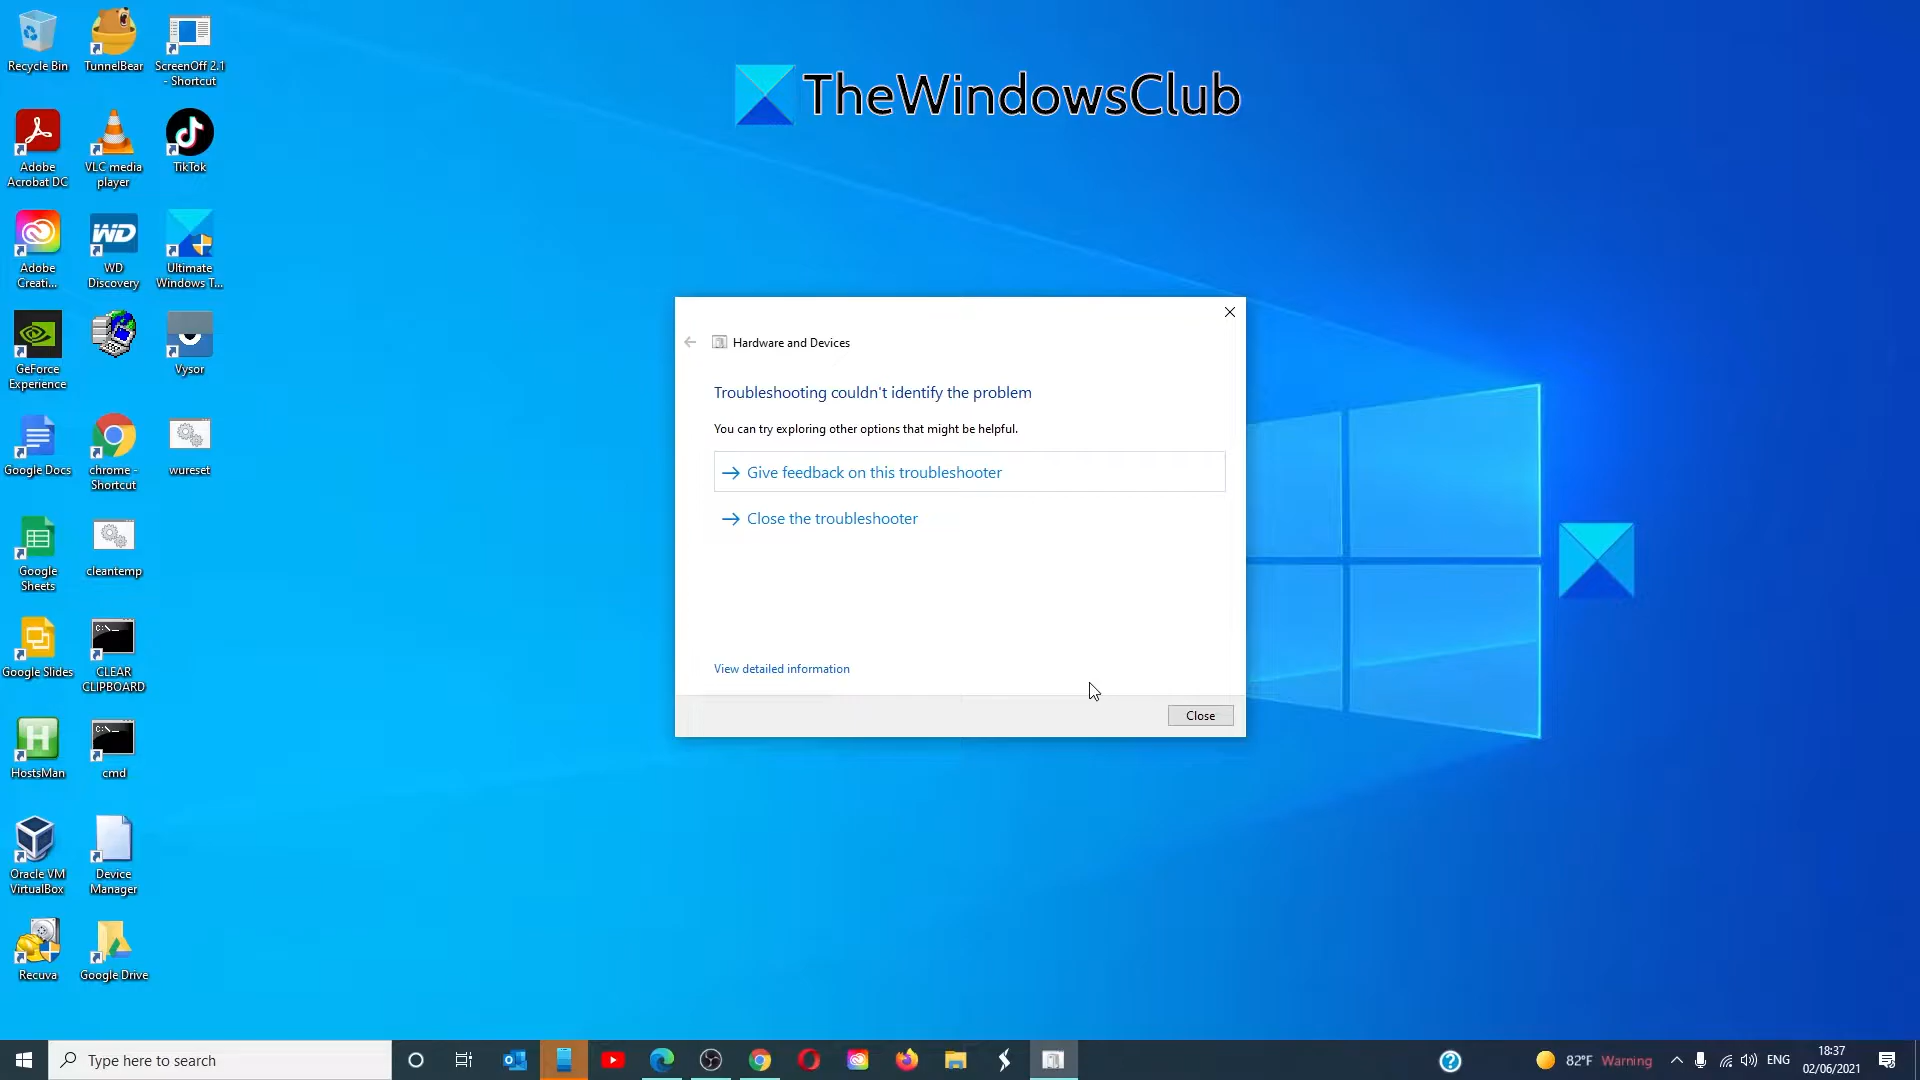 Recycle Bin
TunnelBear
ScreenOff 2.1
- Shortcut
TheWindowsClub
Adobe
Acrobat DC
VLC media
player
TikTok
Adobe
Creati...
WD
WD
Discovery
Ultimate
Windows T...
Hardware and Devices
Troubleshooting couldn't identify the problem
You can try exploring other options that might be helpful.
Give feedback on this troubleshooter
Close the troubleshooter
View detailed information
Close
GeForce
Experience
Vysor
Google Docs
chrome -
Shortcut
wureset
Google
Sheets
cleantemp
Google Slides
C:\_
CLEAR
CLIPBOARD
H
HostsMan
C:\_
cmd
Oracle VM
VirtualBox
Device
Manager
Recuva
Google Drive
Type here to search
82°F Warning
ENG
18:37
02/06/2021